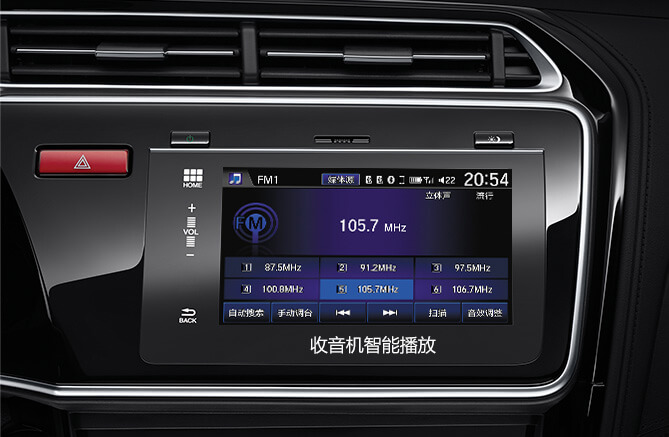 HOME
FM1 媒体源 22 20:54
立体声 流行
+
VOL
−
FM
105.7 MHz
1 87.5MHz 2 91.2MHz 3 97.5MHz
4 100.8MHz 5 105.7MHz 6 106.7MHz
自动搜索 手动调台 扫描 音效调整
BACK
收音机智能播放